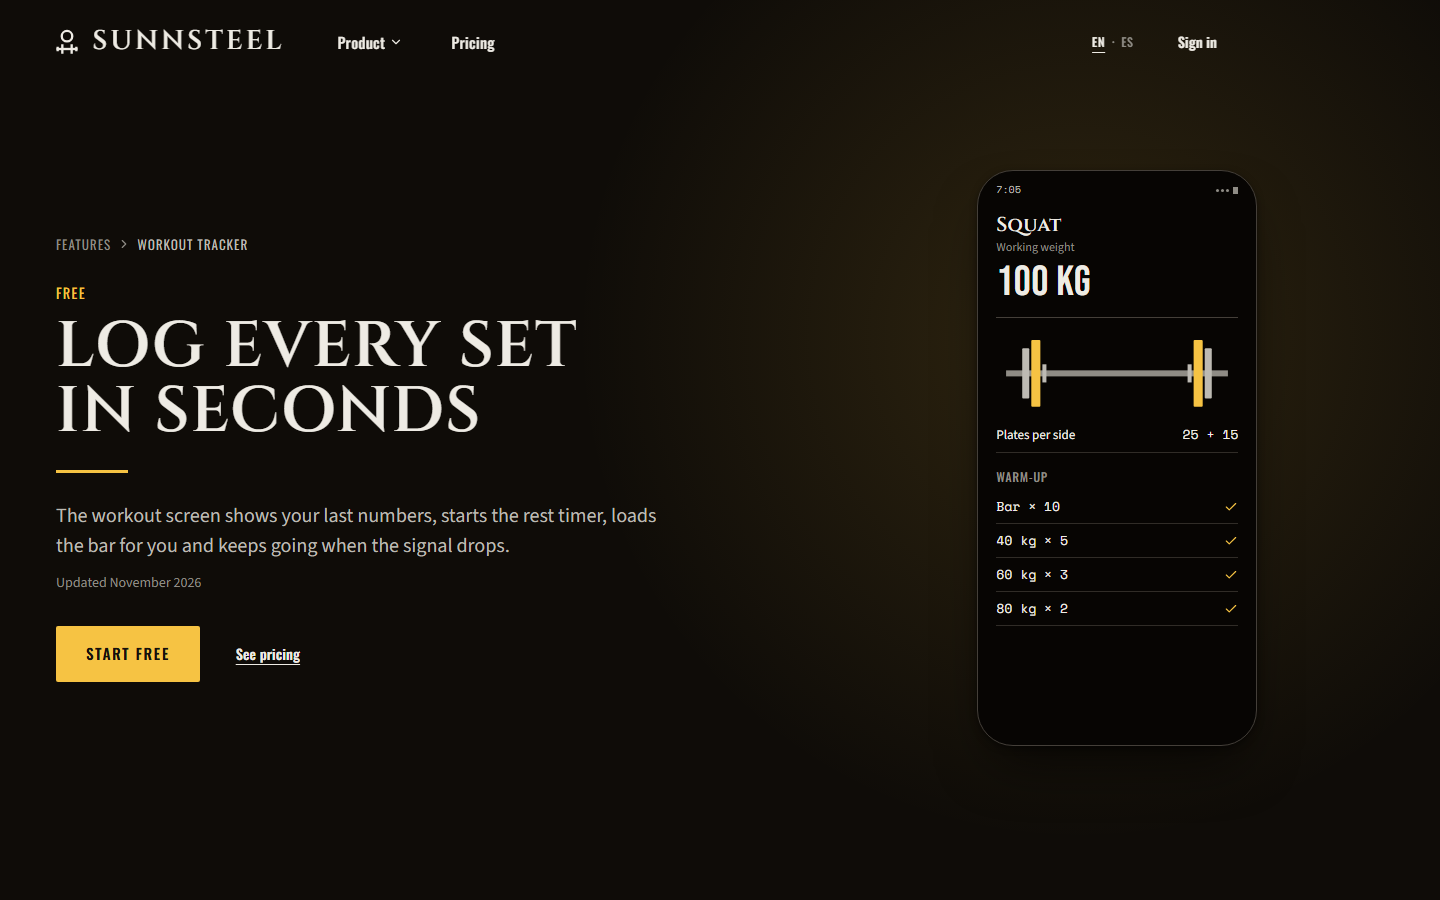 SUNNSTEEL
Product
Pricing
EN · ES
Sign in
FEATURES > WORKOUT TRACKER
FREE
LOG EVERY SET
IN SECONDS
The workout screen shows your last numbers, starts the rest timer, loads
the bar for you and keeps going when the signal drops.
Updated November 2026
START FREE
See pricing
7:05
Squat
Working weight
100 KG
Plates per side
25 + 15
WARM-UP
Bar × 10
40 kg × 5
60 kg × 3
80 kg × 2